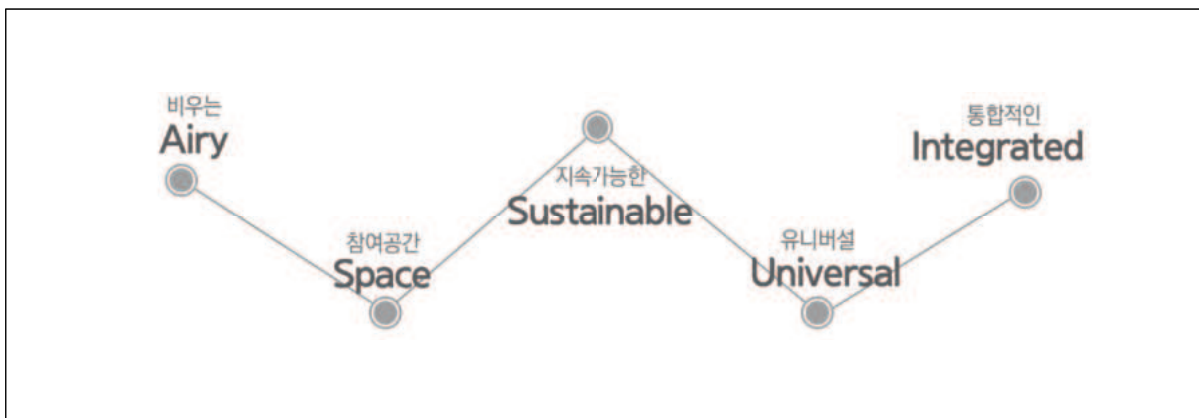 비우는
Airy
참여공간
Space
지속가능한
Sustainable
유니버설
Universal
통합적인
Integrated